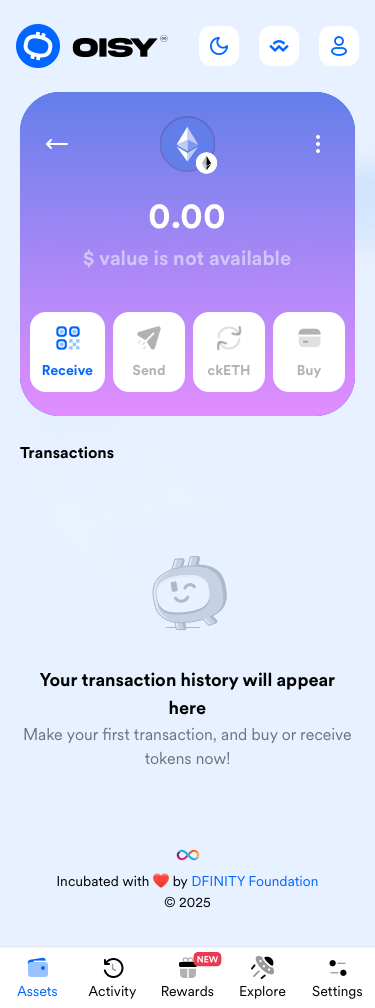 OISY
0.00
$ value is not available
Receive
Send
ckETH
Buy
Transactions
Your transaction history will appear
here
Make your first transaction, and buy or receive
tokens now!
Incubated with ❤️ by DFINITY Foundation
© 2025
NEW
Assets
Activity
Rewards
Explore
Settings